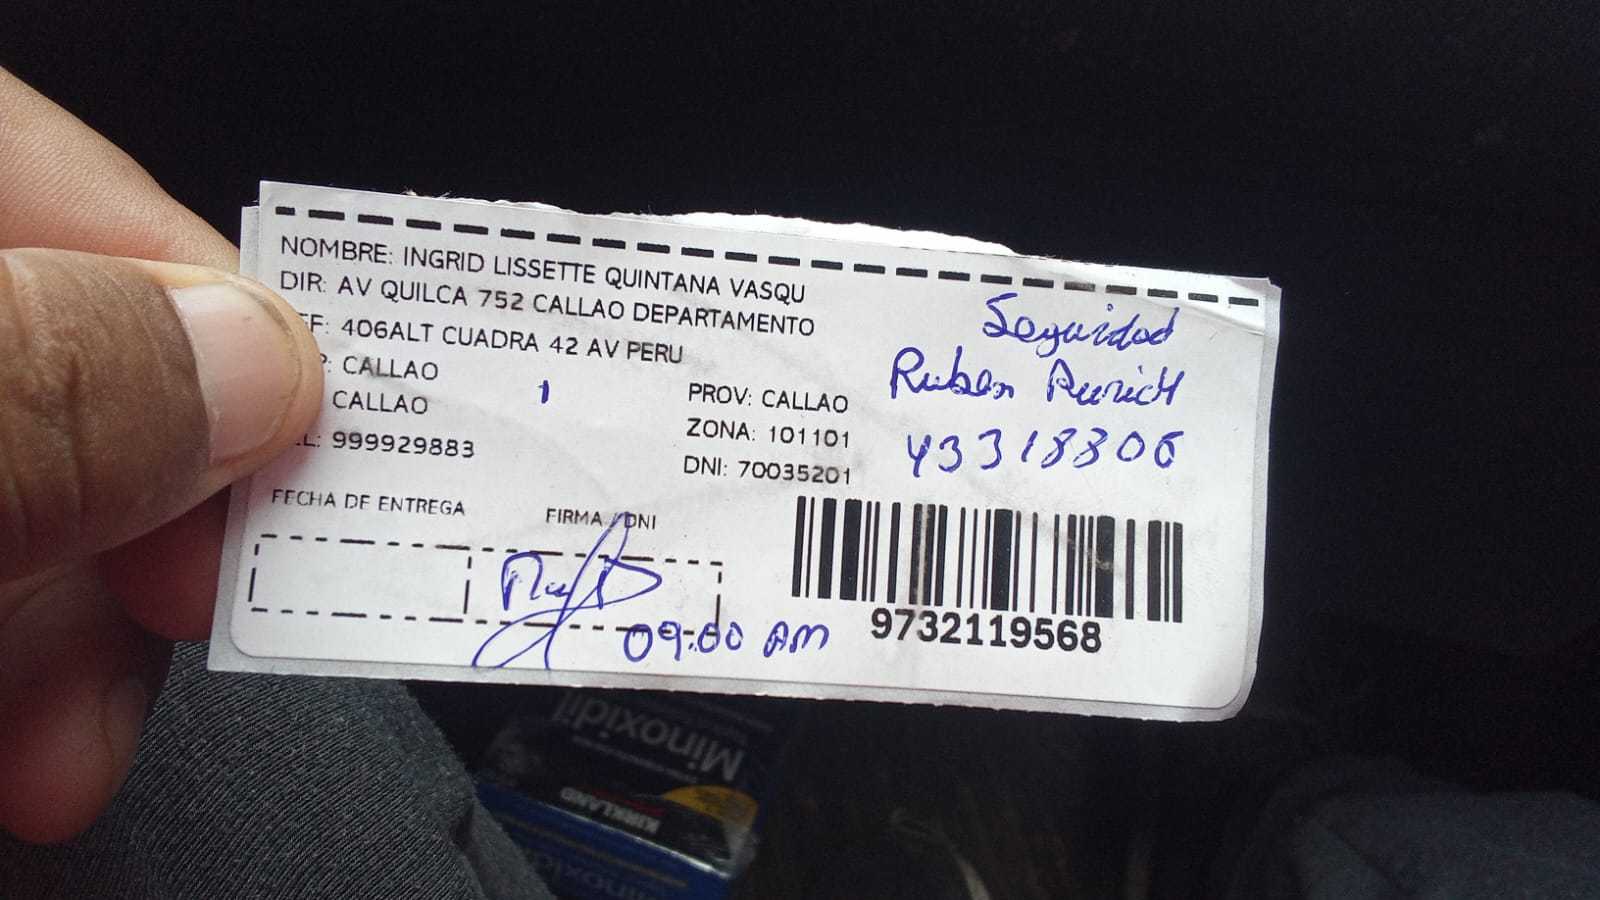 NOMBRE: INGRID LISSETTE QUINTANA VASQU
DIR: AV QUILCA 752 CALLAO DEPARTAMENTO
EF: 406ALT CUADRA 42 AV PERU
P: CALLAO
CALLAO
1
L: 999929883
PROV: CALLAO
ZONA: 101101
DNI: 70035201
Seguridad
Ruben
43318806
FECHA DE ENTREGA
FIRMA / DNI
09:00 AM
9732119568
Minoxidil
KIRKLAND
Minoxidil